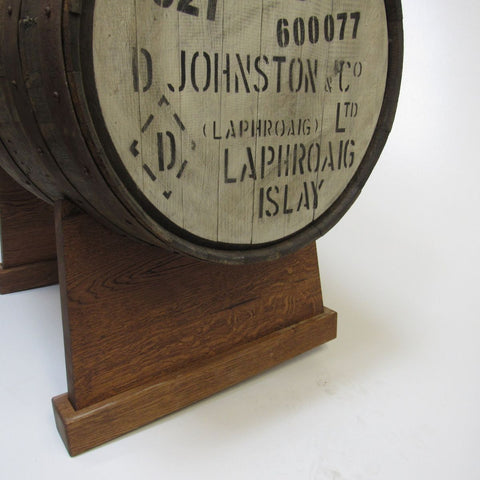 600077
D JOHNSTON & Cº
(LAPHROAIG) LTD
D LAPHROAIG
ISLAY